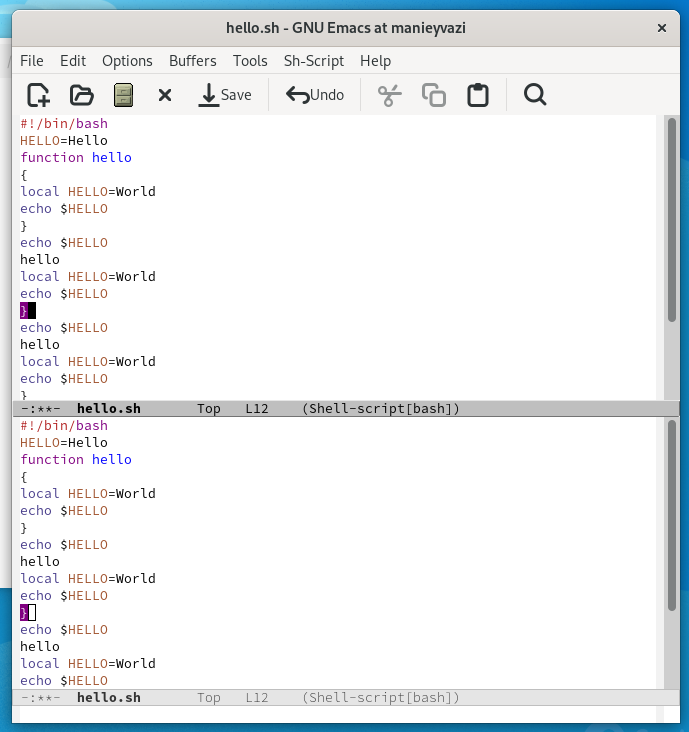 hello.sh - GNU Emacs at manieyvazi ×
File Edit Options Buffers Tools Sh-Script Help
Save Undo
#!/bin/bash
HELLO=Hello
function hello
{
local HELLO=World
echo $HELLO
}
echo $HELLO
hello
local HELLO=World
echo $HELLO
}
echo $HELLO
hello
local HELLO=World
echo $HELLO
}
-:**- hello.sh Top L12 (Shell-script[bash])
#!/bin/bash
HELLO=Hello
function hello
{
local HELLO=World
echo $HELLO
}
echo $HELLO
hello
local HELLO=World
echo $HELLO
}
echo $HELLO
hello
local HELLO=World
echo $HELLO
-:**- hello.sh Top L12 (Shell-script[bash])